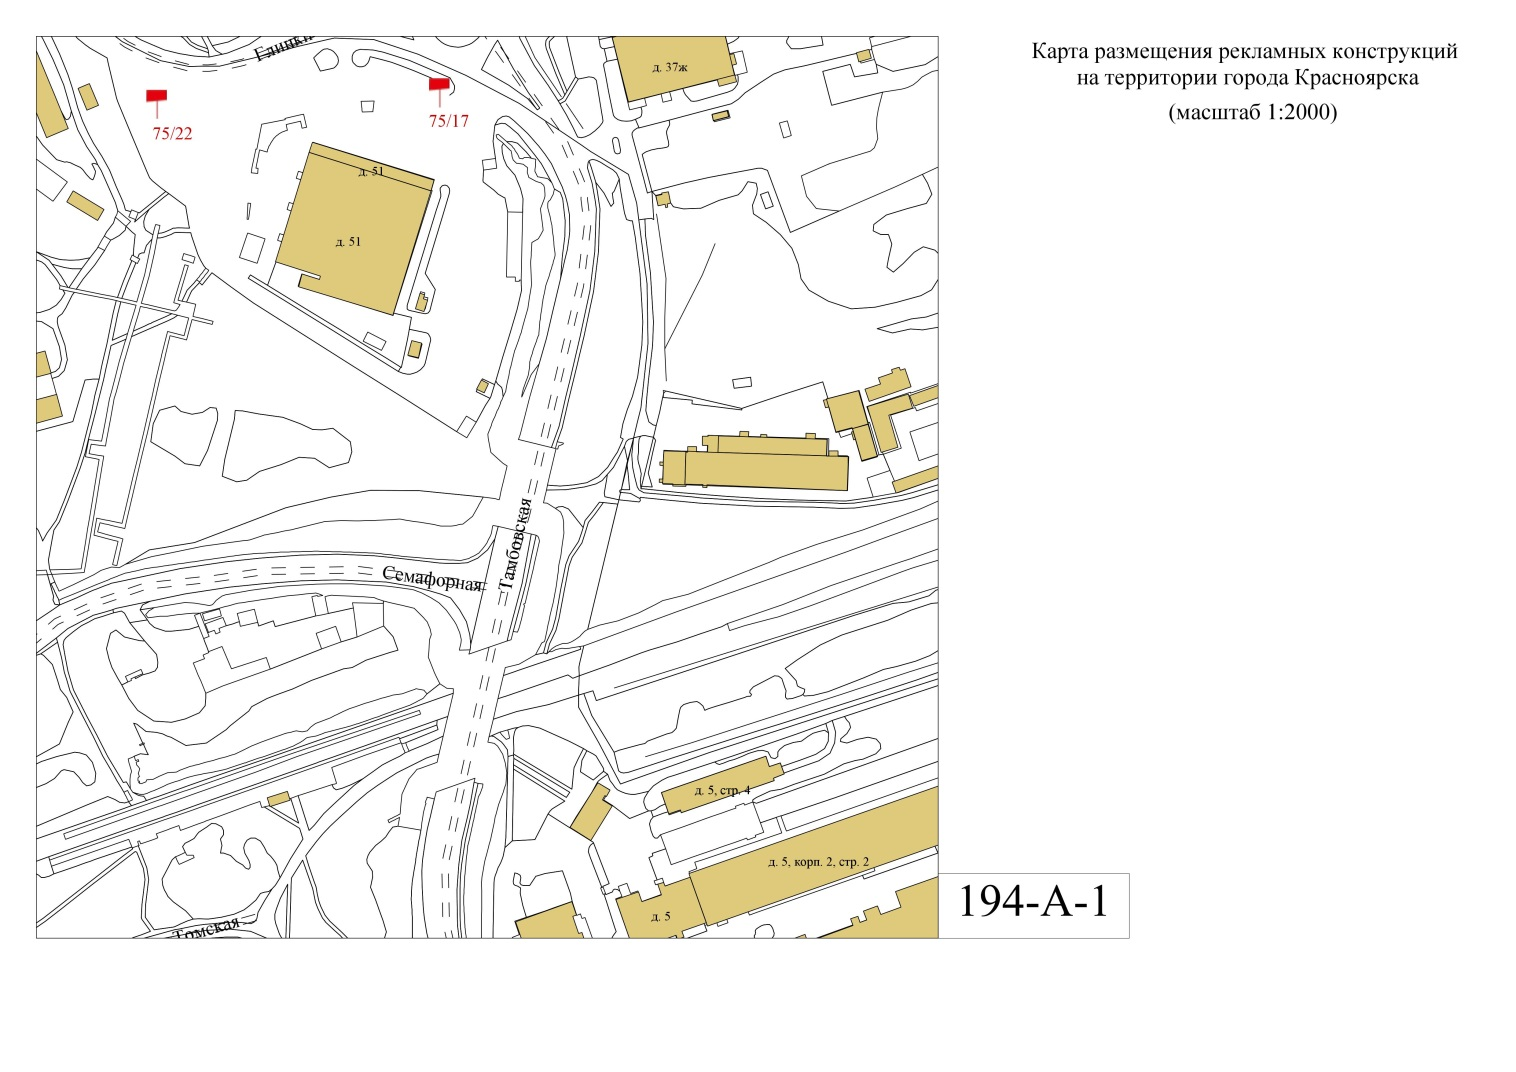 Карта размещения рекламных конструкций
на территории города Красноярска
(масштаб 1:2000)
Глинки
д. 37ж
75/22
75/17
д. 51
д. 51
Тамбовская
Семафорная
д. 5, стр. 4
д. 5, корп. 2, стр. 2
д. 5
Томская
194-А-1